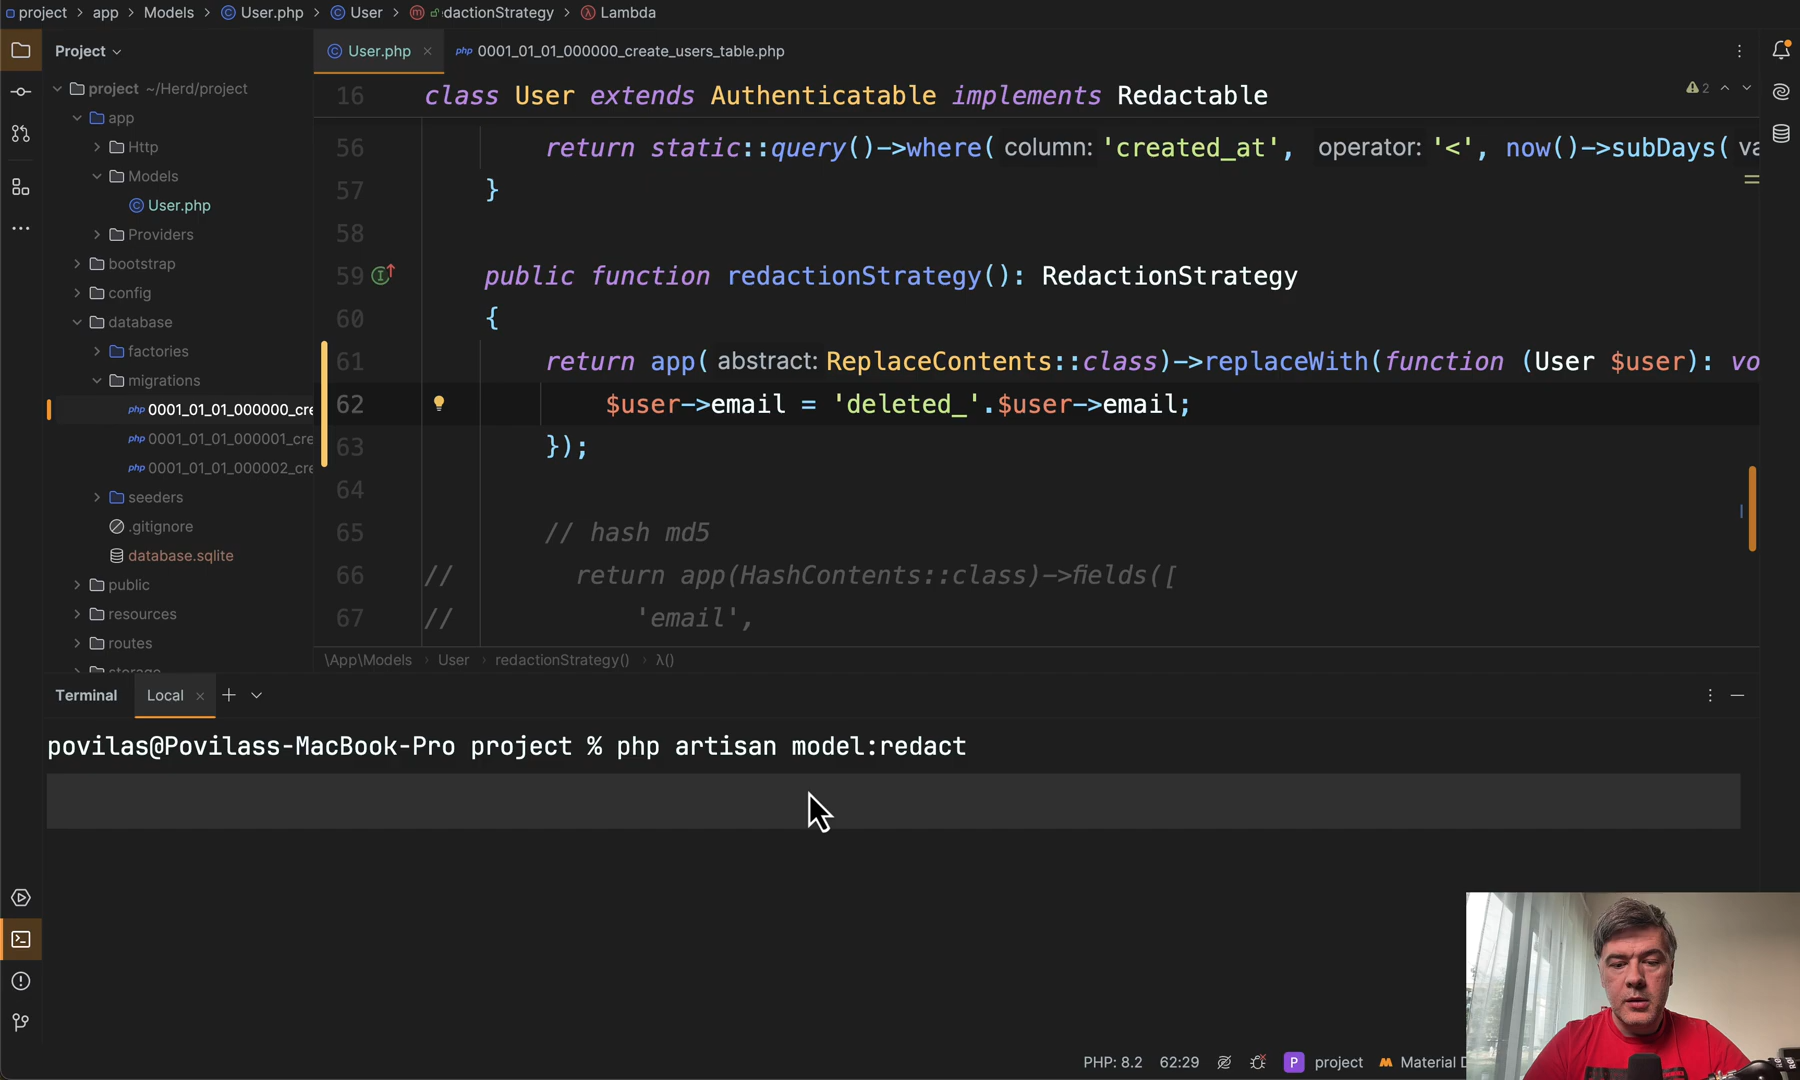 project > app > Models > User.php > User > dactionStrategy > Lambda
Project
User.php
php 0001_01_01_000000_create_users_table.php
project ~/Herd/project
app
Http
Models
User.php
Providers
bootstrap
config
database
factories
migrations
php 0001_01_01_000000_cre
php 0001_01_01_000001_cre
php 0001_01_01_000002_cre
seeders
.gitignore
database.sqlite
public
resources
routes
storage
16 class User extends Authenticatable implements Redactable
2
56 return static::query()->where( column: 'created_at', operator: '<', now()->subDays( va
57 }
58
59 public function redactionStrategy(): RedactionStrategy
60 {
61 return app( abstract: ReplaceContents::class)->replaceWith(function (User $user): vo
62 $user->email = 'deleted_'.$user->email;
63 });
64
65 // hash md5
66 // return app(HashContents::class)->fields([
67 // 'email',
\App\Models > User > redactionStrategy() > λ()
Terminal Local
povilas@Povilass-MacBook-Pro project % php artisan model:redact
PHP: 8.2 62:29 P project Material D